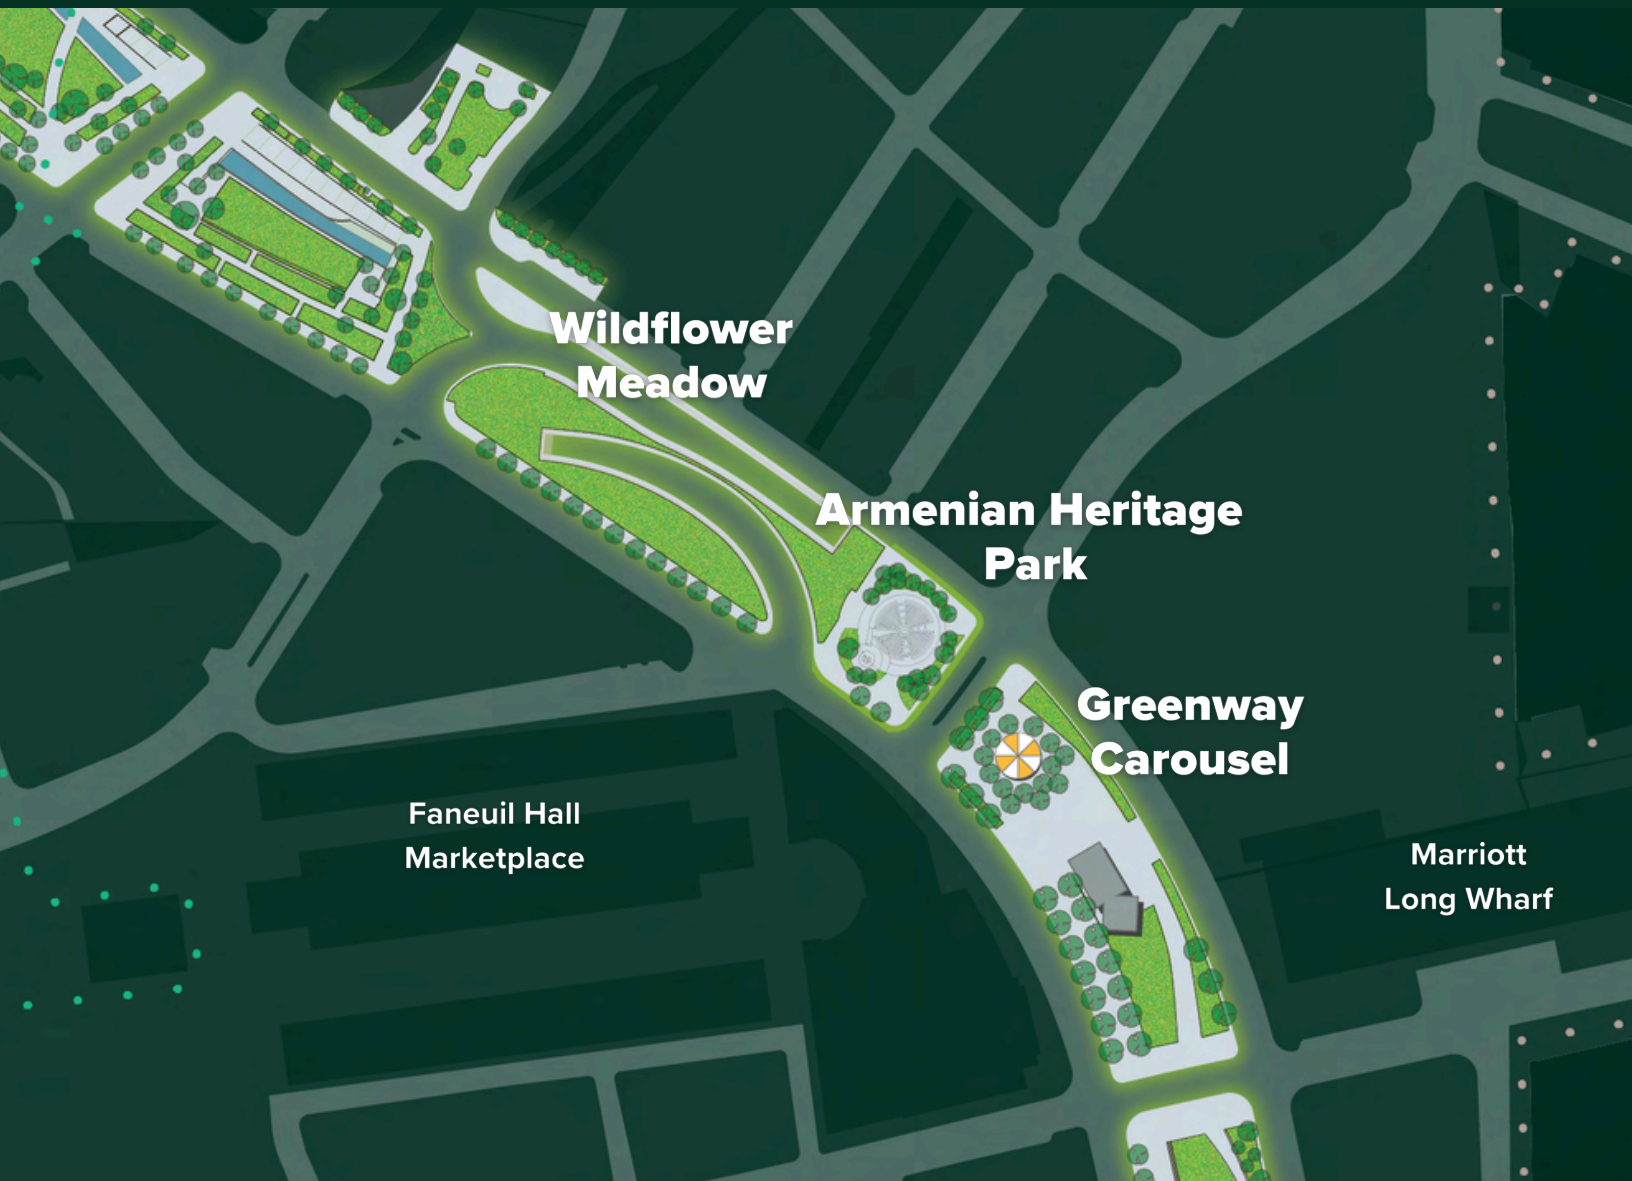 Wildflower
Meadow
Armenian Heritage
Park
Greenway
Carousel
Faneuil Hall
Marketplace
Marriott
Long Wharf